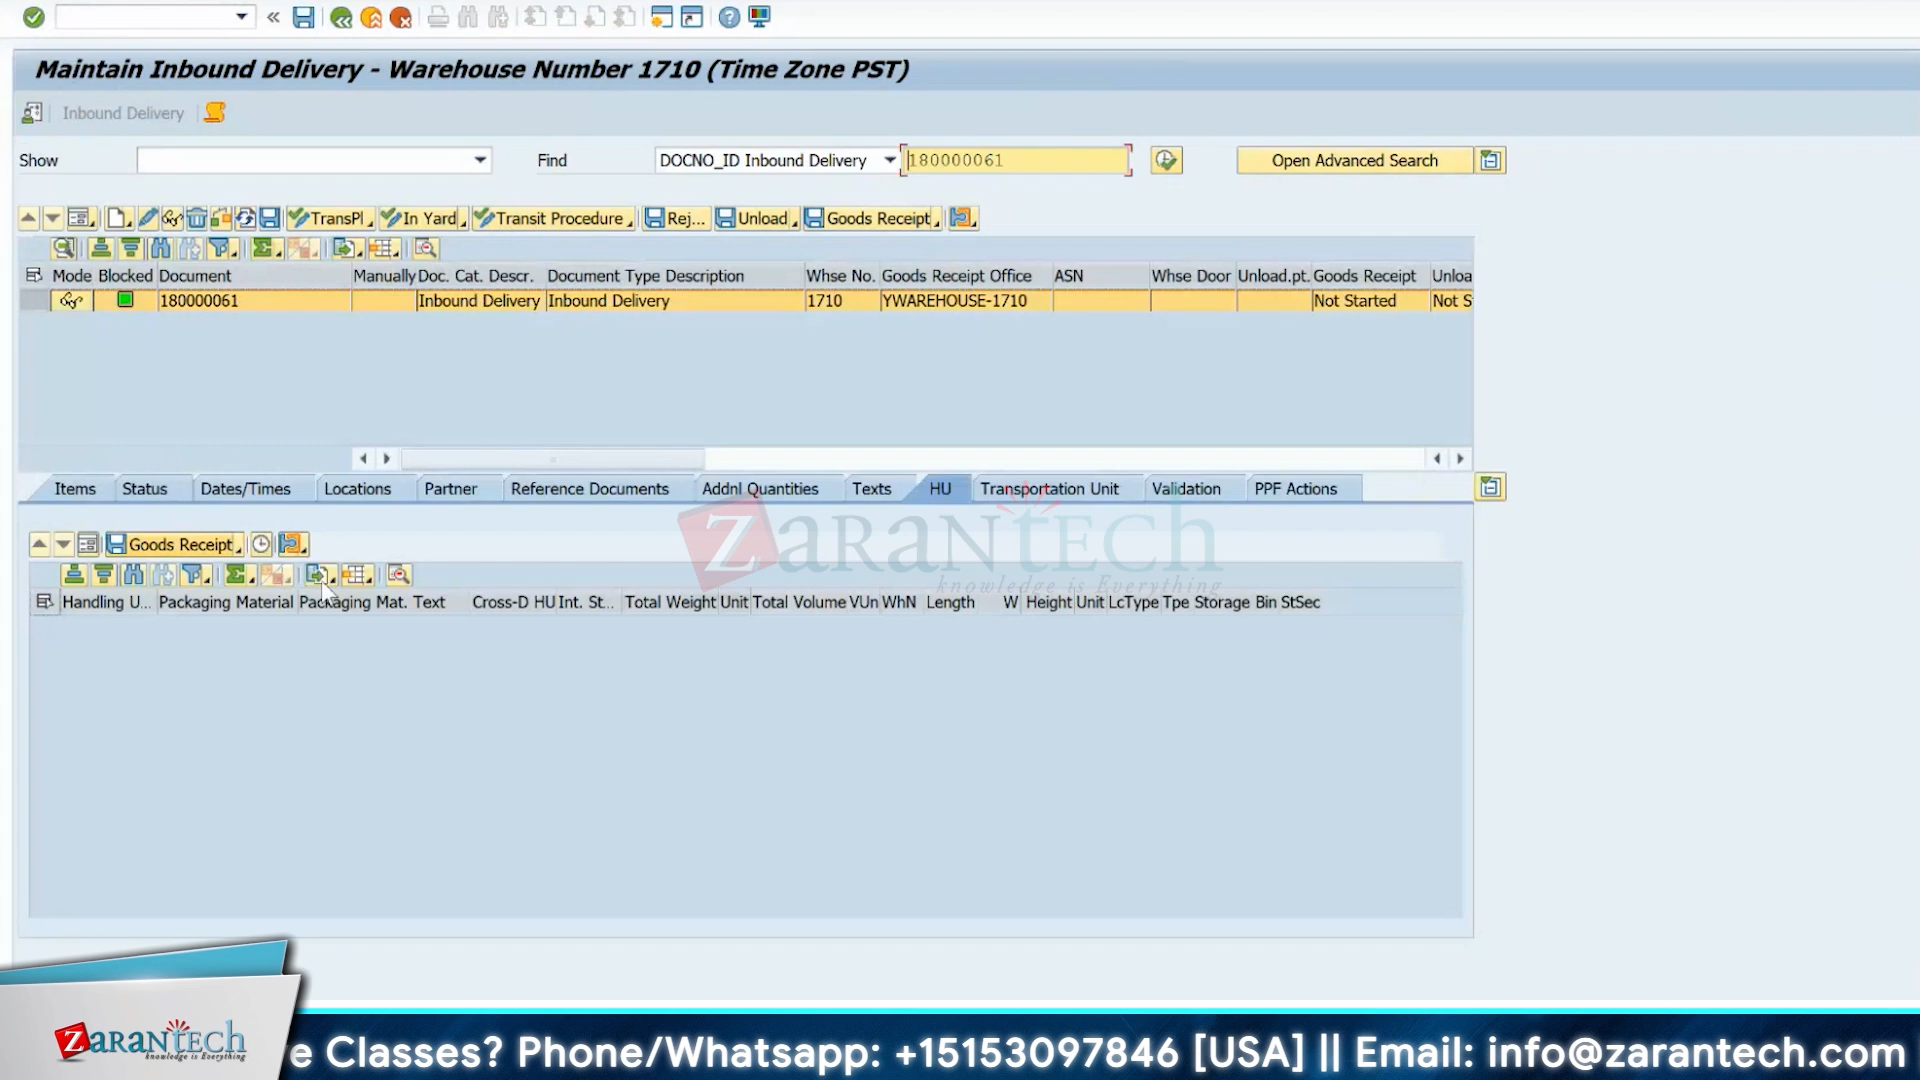 Maintain Inbound Delivery - Warehouse Number 1710 (Time Zone PST)
Inbound Delivery
Show Find DOCNO_ID Inbound Delivery 180000061 Open Advanced Search
TransPl In Yard Transit Procedure Rej... Unload Goods Receipt
Mode Blocked Document Manually Doc. Cat. Descr. Document Type Description Whse No. Goods Receipt Office ASN Whse Door Unload.pt. Goods Receipt Unloa
180000061 Inbound Delivery Inbound Delivery 1710 YWAREHOUSE-1710 Not Started Not S
Items Status Dates/Times Locations Partner Reference Documents Addnl Quantities Texts HU Transportation Unit Validation PPF Actions
ZARANTECH
knowledge is Everything
Goods Receipt
Handling U... Packaging Material Packaging Mat. Text Cross-D HU Int. St... Total Weight Unit Total Volume VUn WhN Length W Height Unit LcType Tpe Storage Bin StSec
ZARANTECH
knowledge is Everything
e Classes? Phone/Whatsapp: +15153097846 [USA] || Email: info@zarantech.com